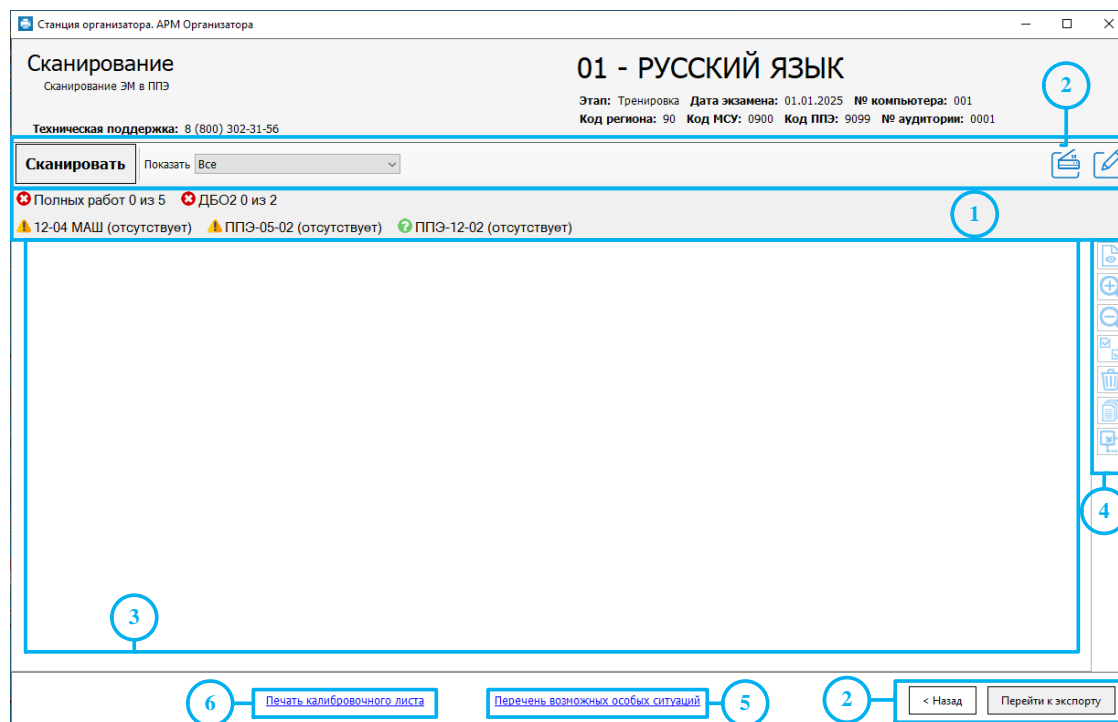 Станция организатора. АРМ Организатора
Сканирование
Сканирование ЭМ в ППЭ
Техническая поддержка: 8 (800) 302-31-56
01 - РУССКИЙ ЯЗЫК
Этап: Тренировка Дата экзамена: 01.01.2025 № компьютера: 001
Код региона: 90 Код МСУ: 0900 Код ППЭ: 9099 № аудитории: 0001
2
Сканировать Показать Все
Полных работ 0 из 5 ДБО2 0 из 2
12-04 МАШ (отсутствует) ППЭ-05-02 (отсутствует) ППЭ-12-02 (отсутствует)
1
4
3
6 Печать калибровочного листа Перечень возможных особых ситуаций 5 2 < Назад Перейти к экспорту